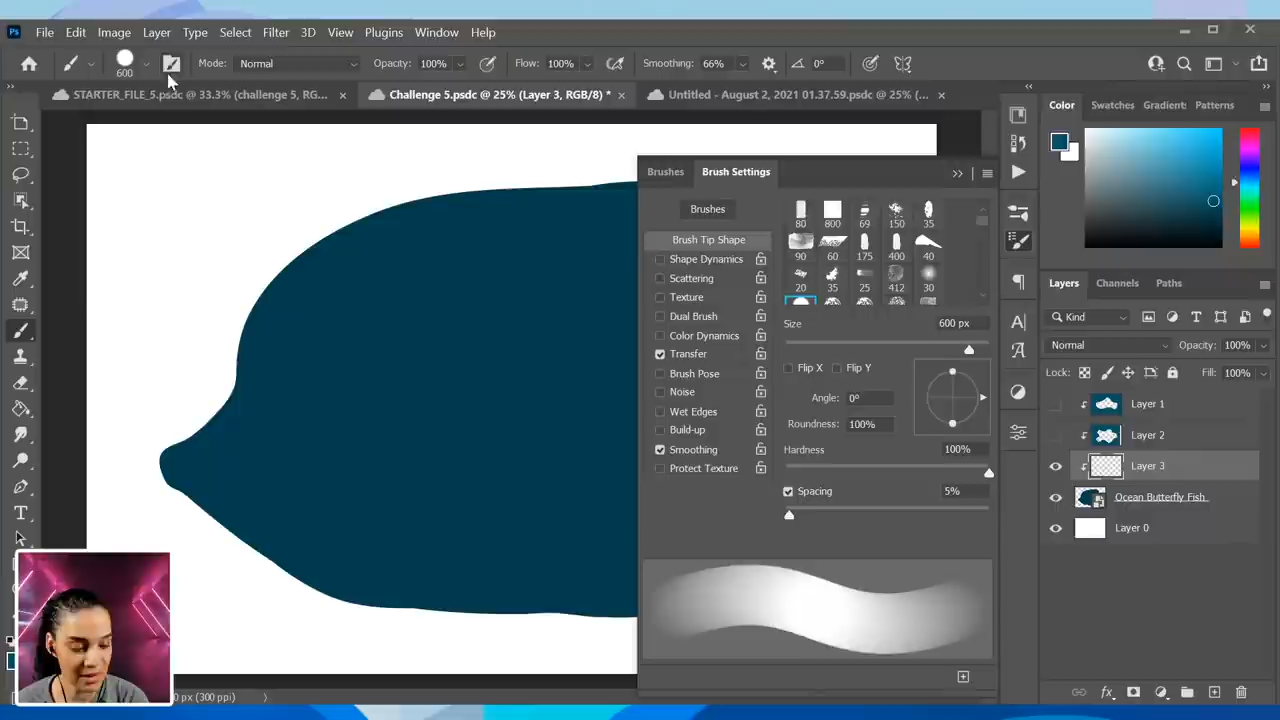 Ps File Edit Image Layer Type Select Filter 3D View Plugins Window Help
600 Mode: Normal Opacity: 100% Flow: 100% Smoothing: 66% 0°
STARTER_FILE_5.psdc @ 33.3% (challenge 5, RG... × Challenge 5.psdc @ 25% (Layer 3, RGB/8) * × Untitled - August 2, 2021 01.37.59.psdc @ 25% (... ×
Brushes Brush Settings
Brushes
Brush Tip Shape
Shape Dynamics
Scattering
Texture
Dual Brush
Color Dynamics
Transfer
Brush Pose
Noise
Wet Edges
Build-up
Smoothing
Protect Texture
80 800 69 150 35
90 60 175 400 40
20 35 25 412 30
Size 600 px
Flip X Flip Y
Angle: 0°
Roundness: 100%
Hardness 100%
Spacing 5%
Color Swatches Gradient: Patterns
Layers Channels Paths
Kind
Normal Opacity: 100%
Lock: Fill: 100%
Layer 1
Layer 2
Layer 3
Ocean Butterfly Fish
Layer 0
px (300 ppi)